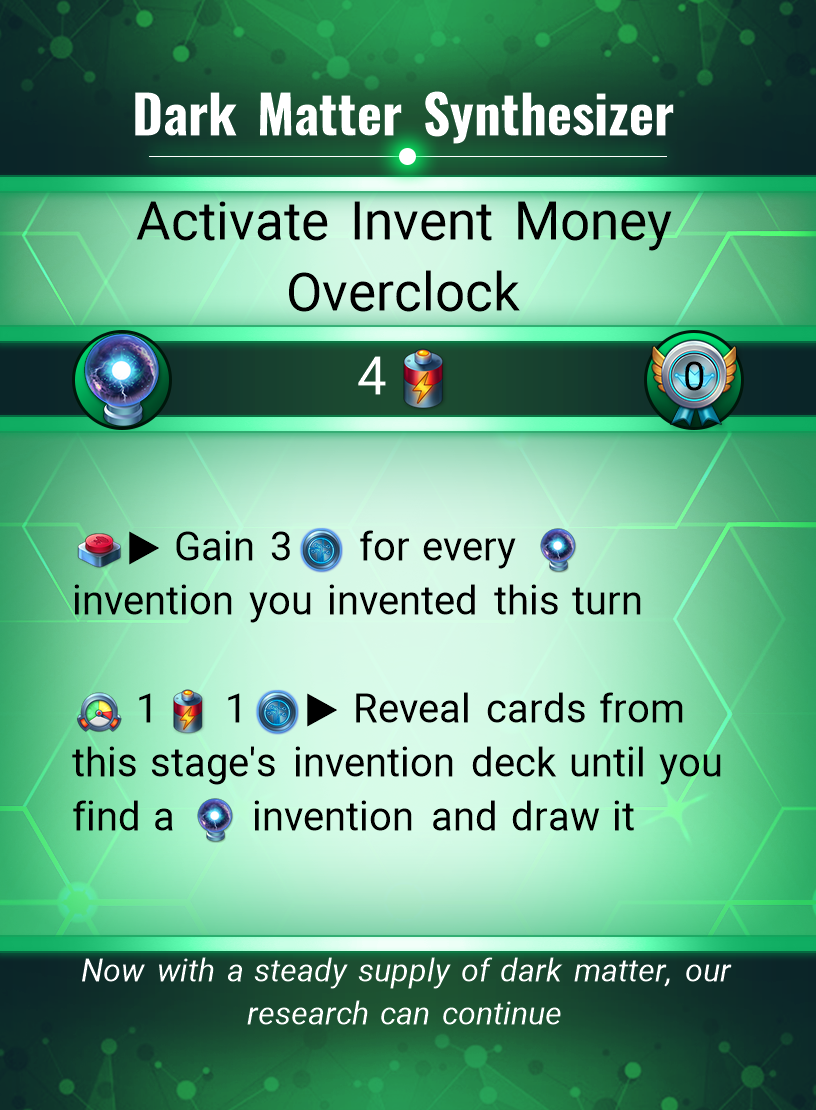 Dark Matter Synthesizer
Activate Invent Money
Overclock
4
0
▶ Gain 3 for every
invention you invented this turn
1 1 ▶ Reveal cards from
this stage's invention deck until you
find a invention and draw it
Now with a steady supply of dark matter, our
research can continue